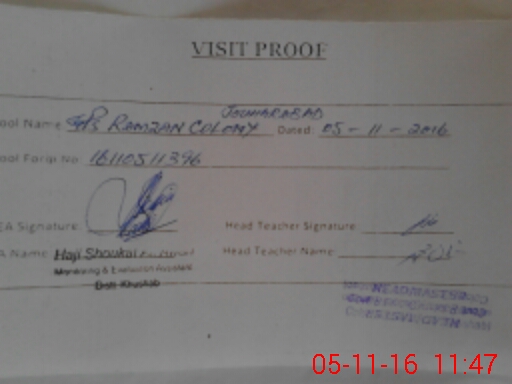 VISIT PROOF
JOUHARABAD
ool Name GPS RAMZAN COLONY Dated: 05-11-2016
ool Form No: 16110511396
EA Signature: Head Teacher Signature
A Name: Haji Shoukat Head Teacher Name
Monitoring & Evaluation Assistant
Distt Khushab
HEADMASTER
05-11-16 11:47